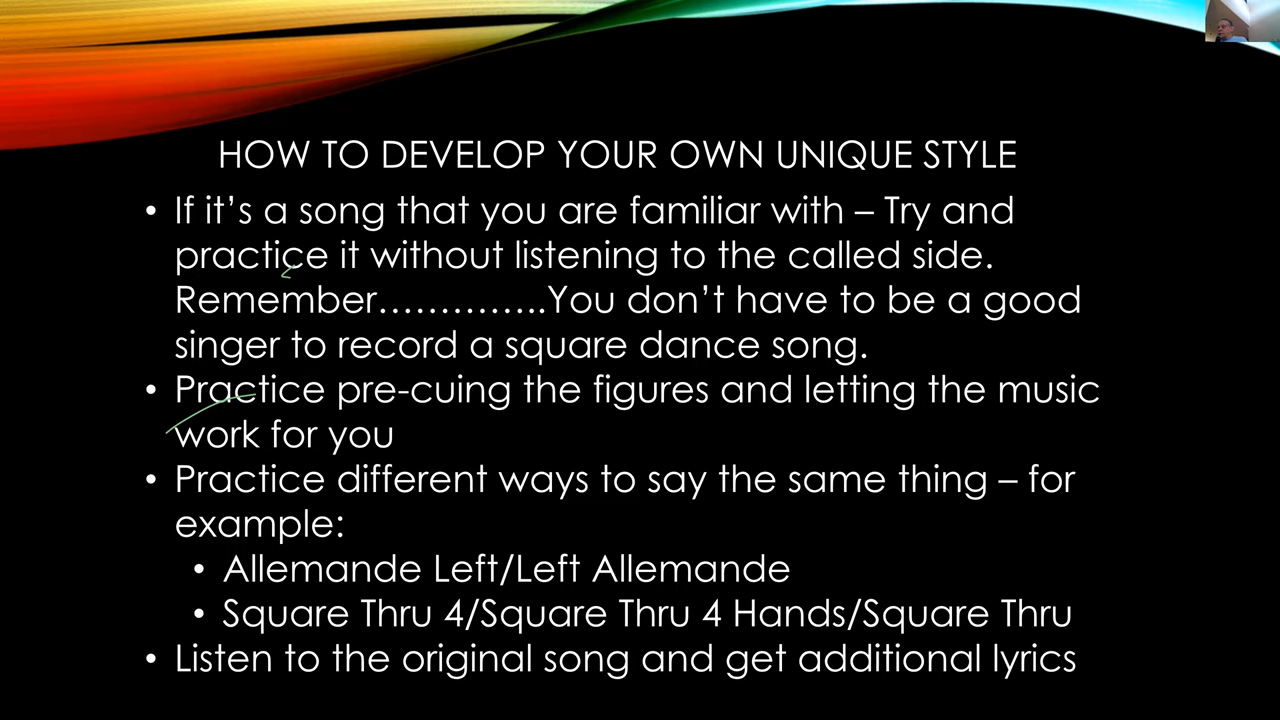 HOW TO DEVELOP YOUR OWN UNIQUE STYLE
• If it’s a song that you are familiar with – Try and
practice it without listening to the called side.
Remember…………..You don’t have to be a good
singer to record a square dance song.
• Practice pre-cuing the figures and letting the music
work for you
• Practice different ways to say the same thing – for
example:
• Allemande Left/Left Allemande
• Square Thru 4/Square Thru 4 Hands/Square Thru
• Listen to the original song and get additional lyrics